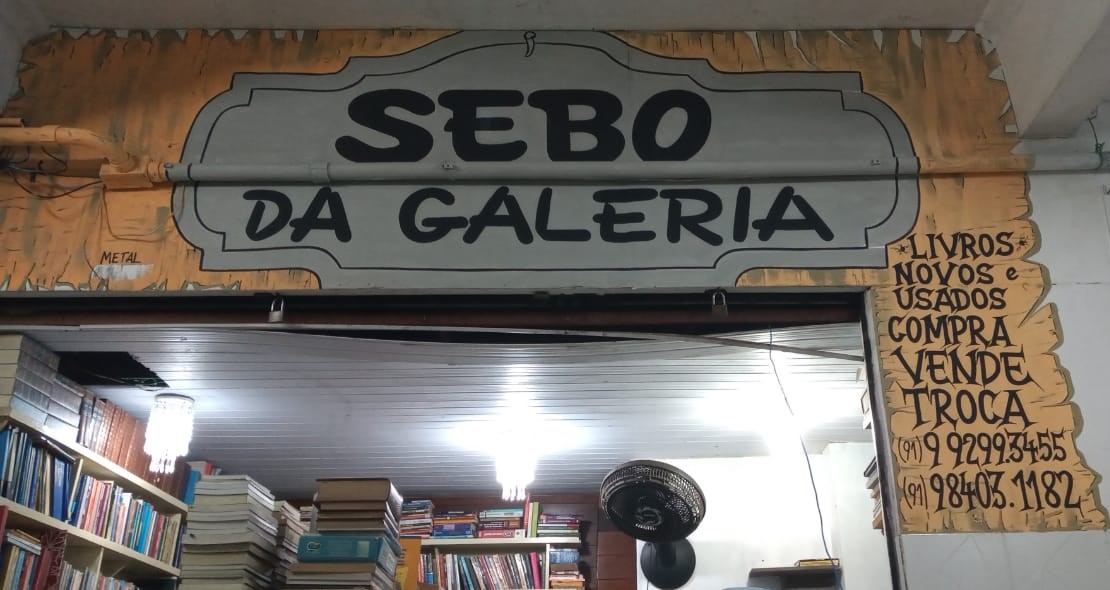 SEBO
DA GALERIA
METAL
*LIVROS*
NOVOS e
USADOS
COMPRA
VENDE
TROCA
(91) 9 9299.3455
(91) 98403.1182